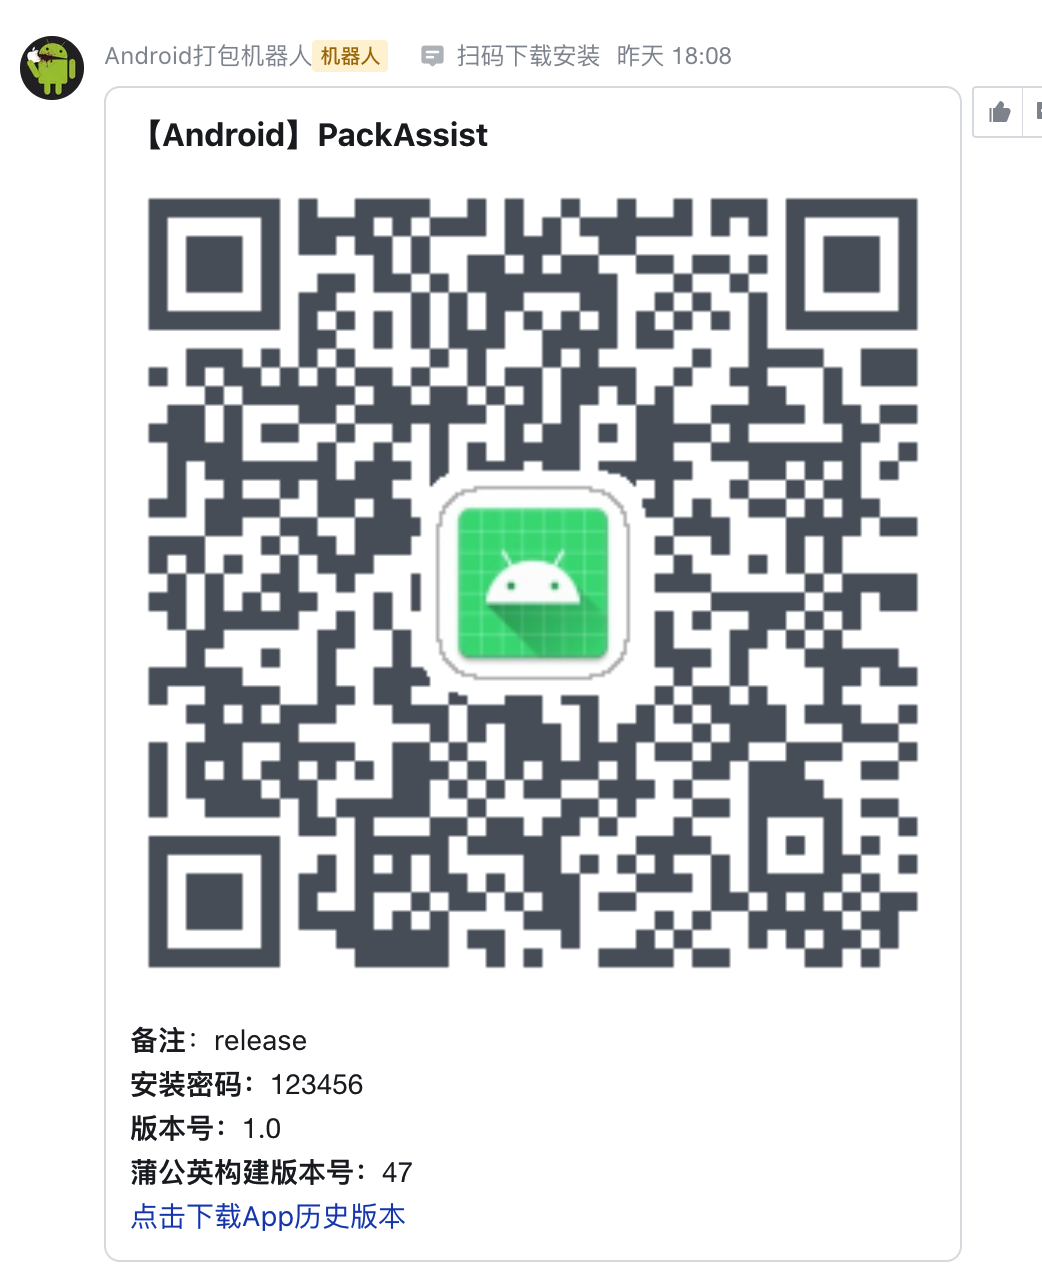 Android打包机器人 机器人 扫码下载安装 昨天 18:08
【Android】PackAssist
备注：release
安装密码：123456
版本号：1.0
蒲公英构建版本号：47
点击下载App历史版本